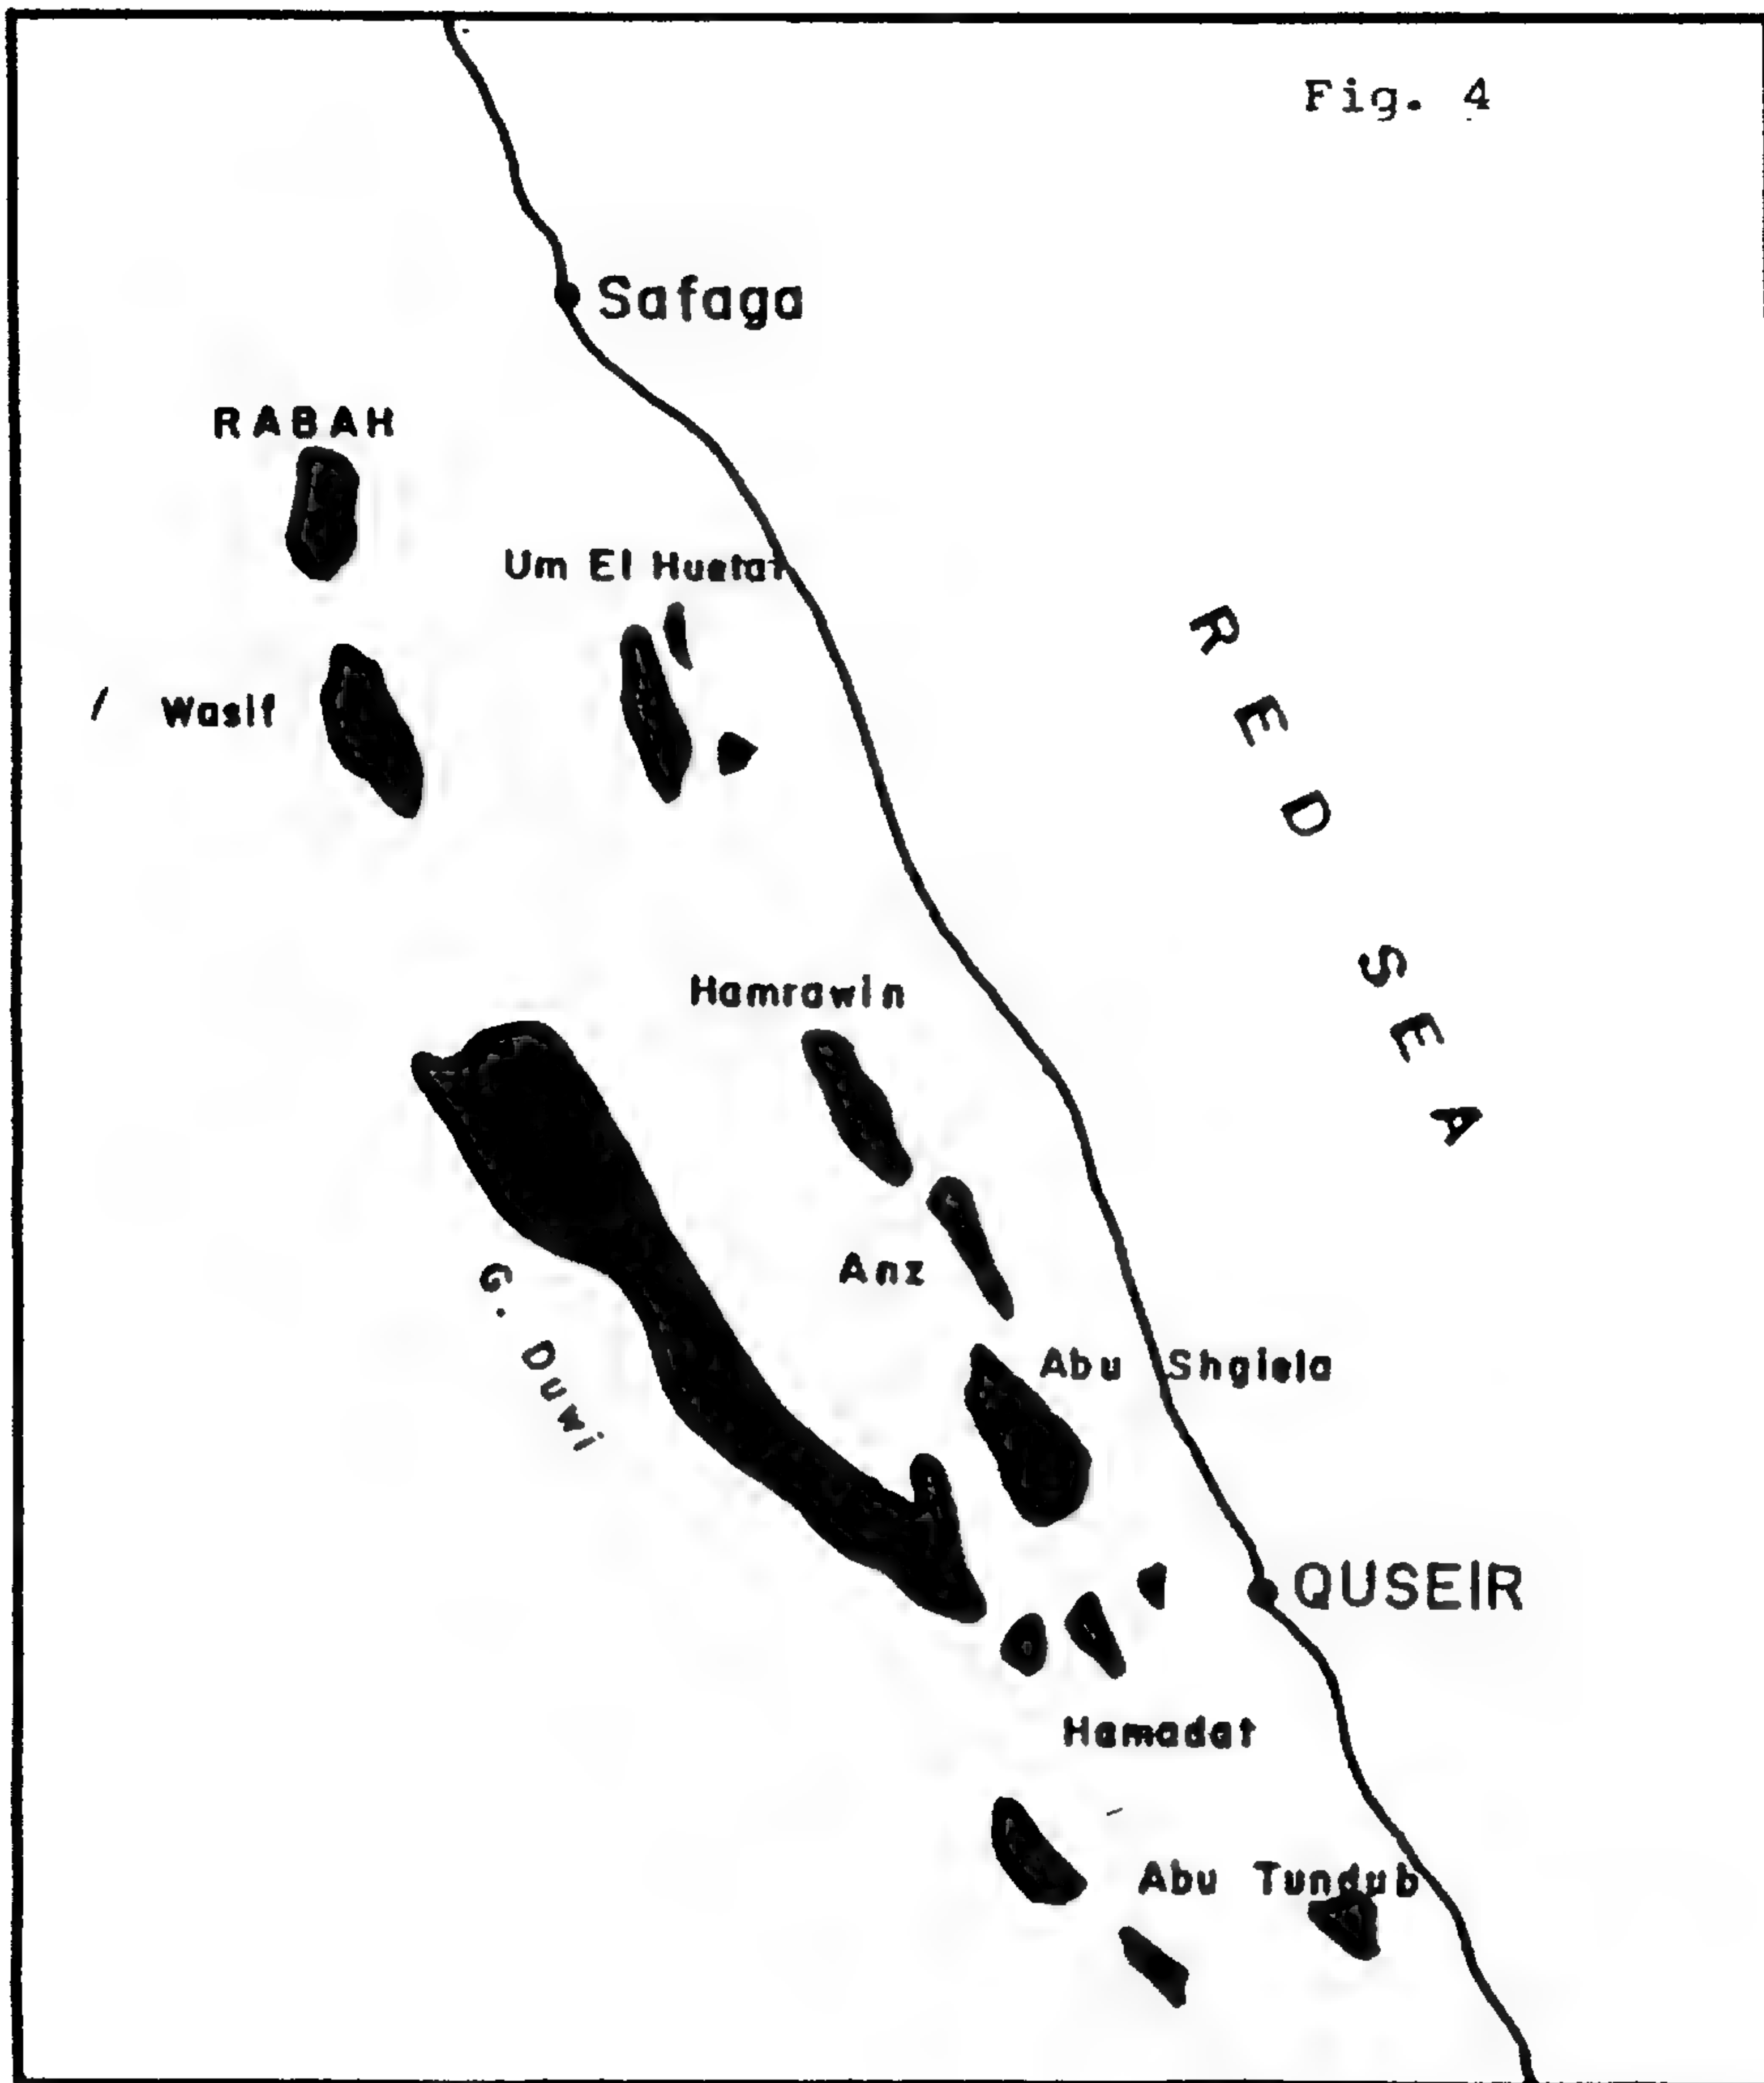 Fig. 4
Safaga
RABAH
Um El Huetat
Wasif
RED SEA
Hamrawin
G. Duwi
Anz
Abu Shgiela
QUSEIR
Hamadat
Abu Tundub